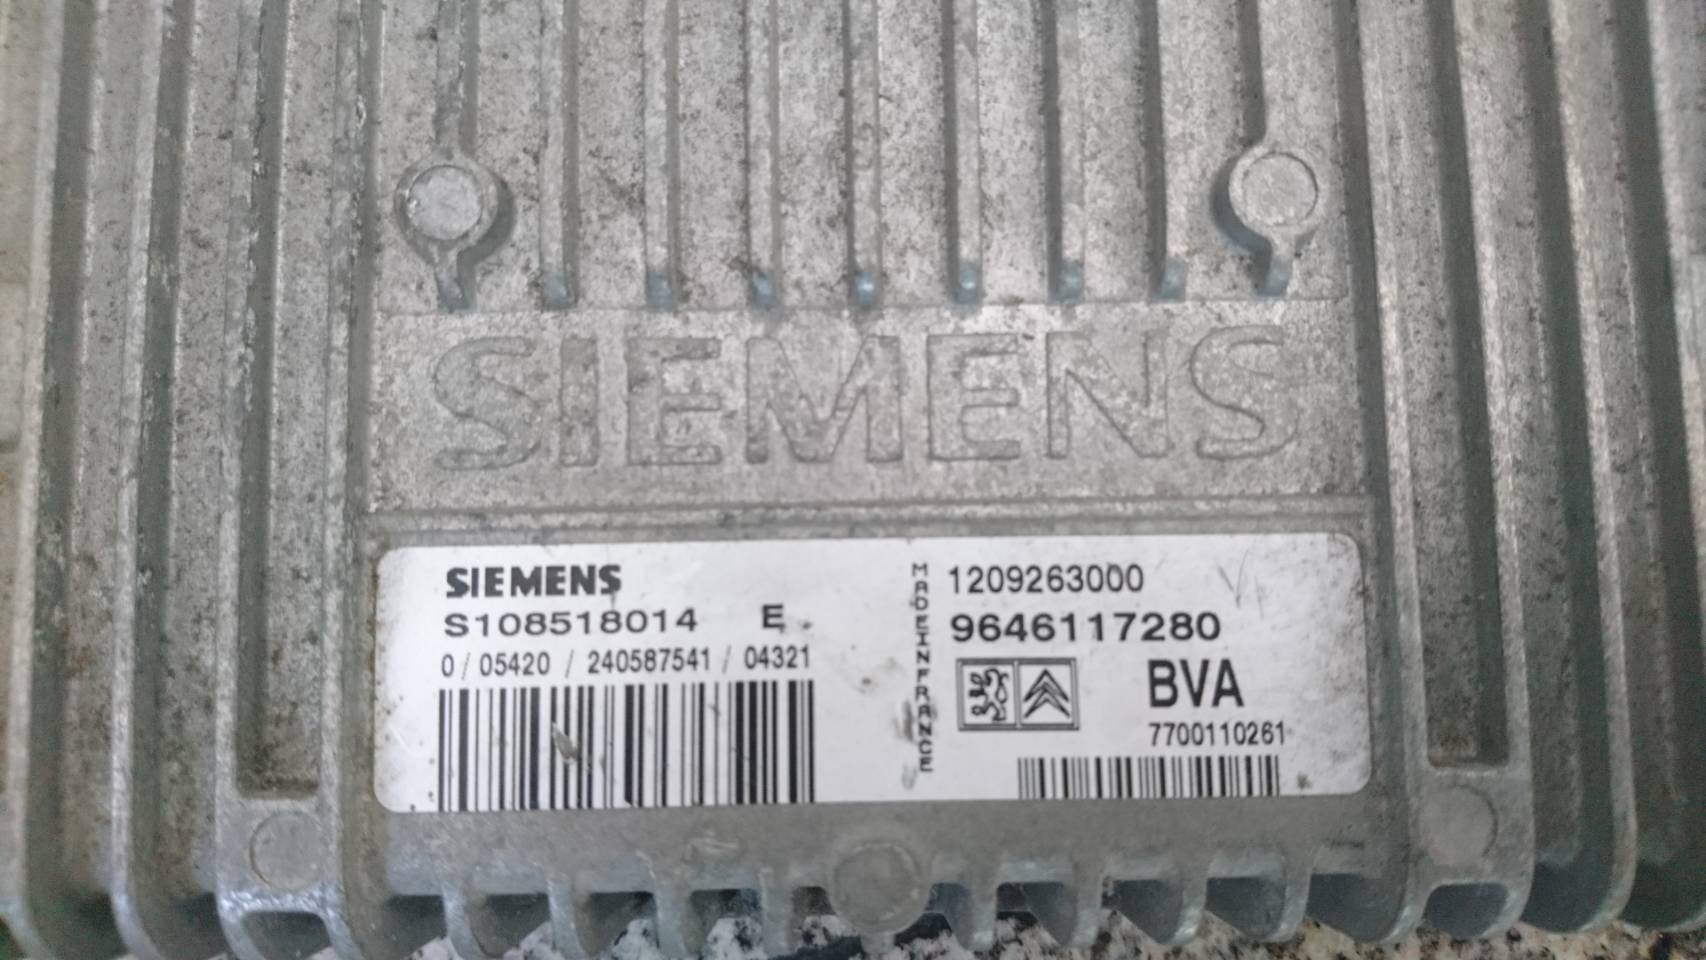 SIEMENS
SIEMENS
S108518014 E
0 / 05420 / 240587541 / 04321
MADE IN FRANCE
1209263000
9646117280
BVA
7700110261